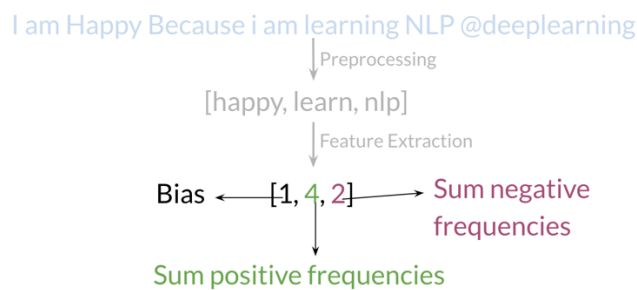 I am Happy Because i am learning NLP @deeplearning
Preprocessing
[happy, learn, nlp]
Feature Extraction
Bias [1, 4, 2] Sum negative
frequencies
Sum positive frequencies